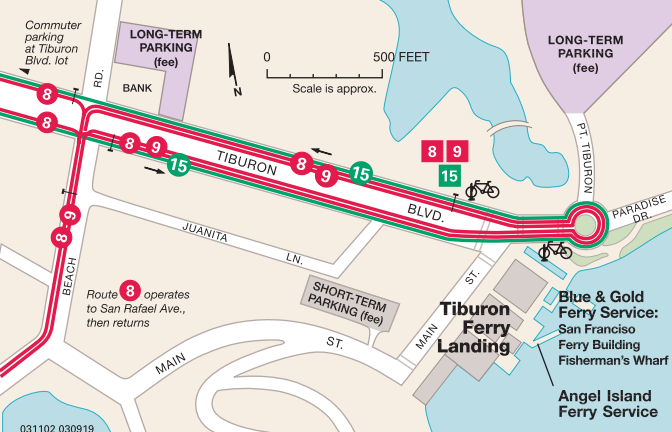 Commuter
parking
at Tiburon
Blvd. lot
RD.
LONG-TERM
PARKING
(fee)
BANK
0 500 FEET
Scale is approx.
N
LONG-TERM
PARKING
(fee)
PT. TIBURON
PARADISE
DR.
8
8
8 9
15
8 9
15
8 9
15
TIBURON
BLVD.
9
8
BEACH
JUANITA
LN.
Route 8 operates
to San Rafael Ave.,
then returns
SHORT-TERM
PARKING (fee)
MAIN
ST.
MAIN
ST.
Tiburon
Ferry
Landing
Blue & Gold
Ferry Service:
San Franciso
Ferry Building
Fisherman's Wharf
Angel Island
Ferry Service
031102 030919